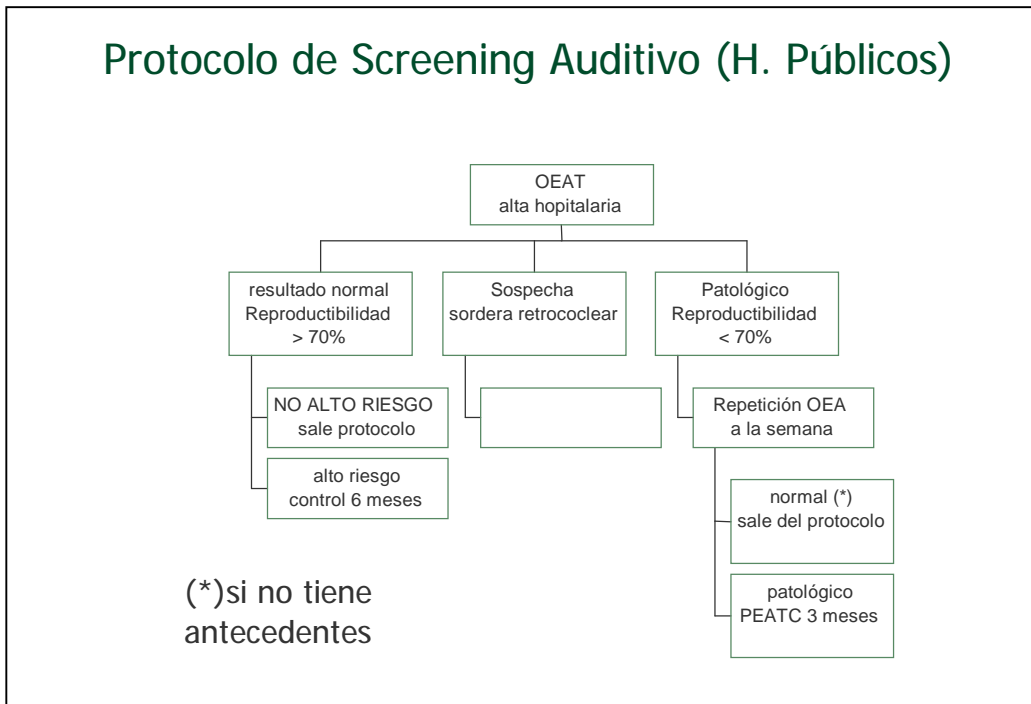 Protocolo de Screening Auditivo (H. Públicos)
OEAT
alta hopitalaria
resultado normal
Reproductibilidad
> 70%
NO ALTO RIESGO
sale protocolo
alto riesgo
control 6 meses
Sospecha
sordera retrococlear
Patológico
Reproductibilidad
< 70%
Repetición OEA
a la semana
normal (*)
sale del protocolo
patológico
PEATC 3 meses
(*)si no tiene
antecedentes